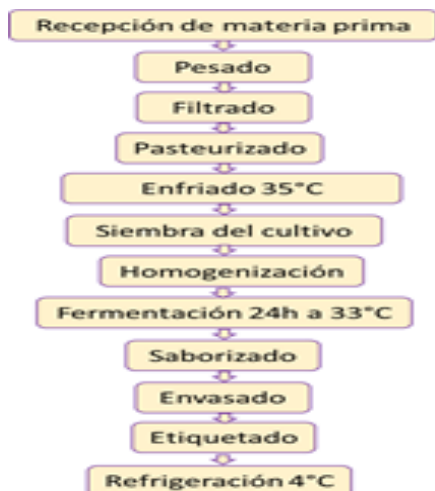 Recepción de materia prima
Pesado
Filtrado
Pasteurizado
Enfriado 35°C
Siembra del cultivo
Homogenización
Fermentación 24h a 33°C
Saborizado
Envasado
Etiquetado
Refrigeración 4°C